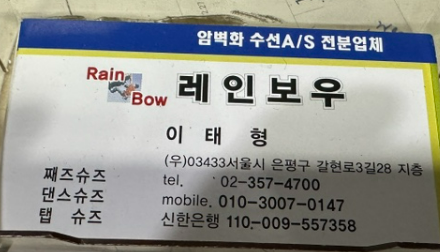 암벽화 수선A/S 전분업체
Rain
Bow
레인보우
이 태 형
(우)03433서울시 은평구 갈현로3길28 지층
째즈슈즈 tel. 02-357-4700
댄스슈즈 mobile. 010-3007-0147
탭 슈즈 신한은행 110-009-557358